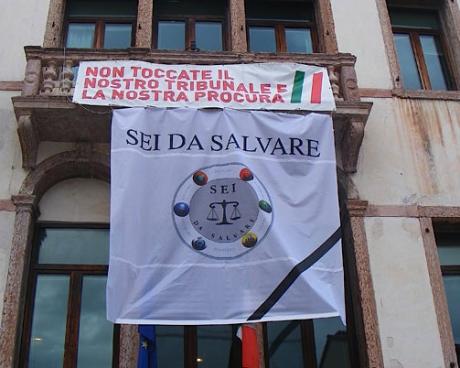 NON TOCCATE IL
NOSTRO TRIBUNALE E
LA NOSTRA PROCURA
SEI DA SALVARE
SEI
DA SALVARE